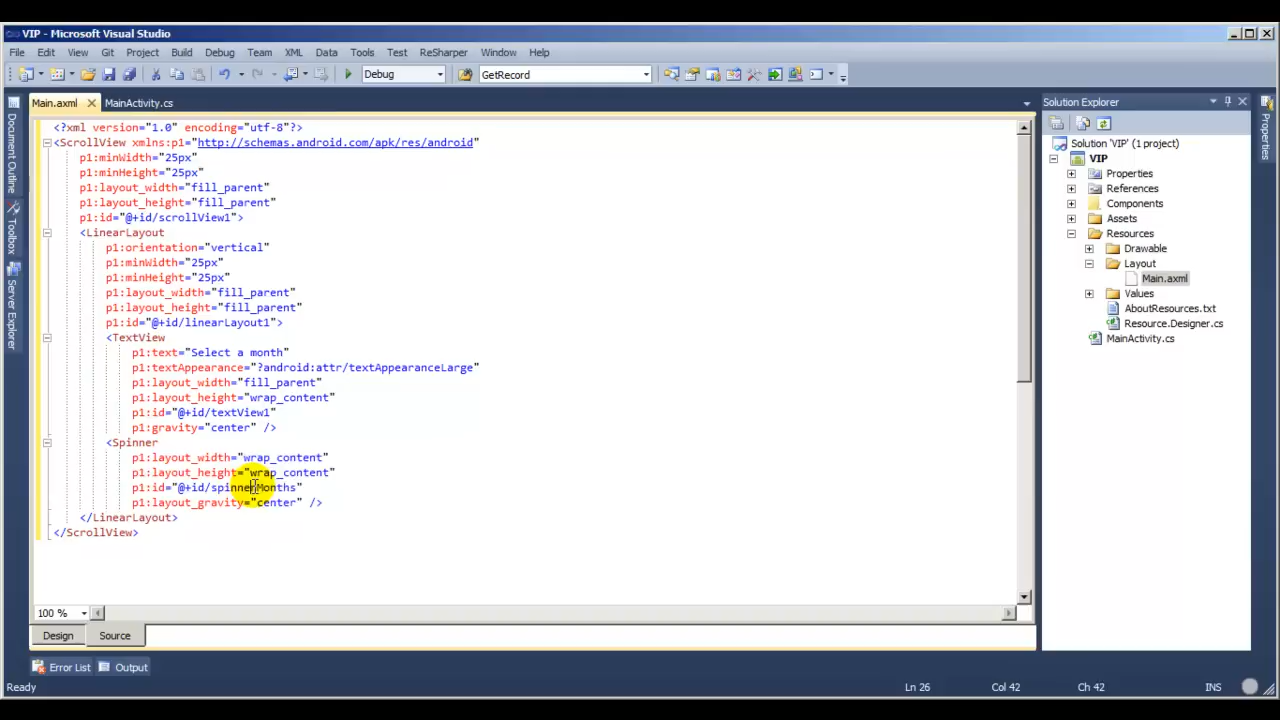 VIP - Microsoft Visual Studio
File Edit View Git Project Build Debug Team XML Data Tools Test ReSharper Window Help
Debug GetRecord
Main.axml MainActivity.cs
<?xml version="1.0" encoding="utf-8"?>
<ScrollView xmlns:p1="http://schemas.android.com/apk/res/android"
p1:minWidth="25px"
p1:minHeight="25px"
p1:layout_width="fill_parent"
p1:layout_height="fill_parent"
p1:id="@+id/scrollView1">
<LinearLayout
p1:orientation="vertical"
p1:minWidth="25px"
p1:minHeight="25px"
p1:layout_width="fill_parent"
p1:layout_height="fill_parent"
p1:id="@+id/linearLayout1">
<TextView
p1:text="Select a month"
p1:textAppearance="?android:attr/textAppearanceLarge"
p1:layout_width="fill_parent"
p1:layout_height="wrap_content"
p1:id="@+id/textView1"
p1:gravity="center" />
<Spinner
p1:layout_width="wrap_content"
p1:layout_height="wrap_content"
p1:id="@+id/spinnerMonths"
p1:layout_gravity="center" />
</LinearLayout>
</ScrollView>
100 %
Design Source
Error List Output
Ready Ln 26 Col 42 Ch 42 INS
Document Outline
Toolbox
Server Explorer
Solution Explorer
Solution 'VIP' (1 project)
VIP
Properties
References
Components
Assets
Resources
Drawable
Layout
Main.axml
Values
AboutResources.txt
Resource.Designer.cs
MainActivity.cs
Properties